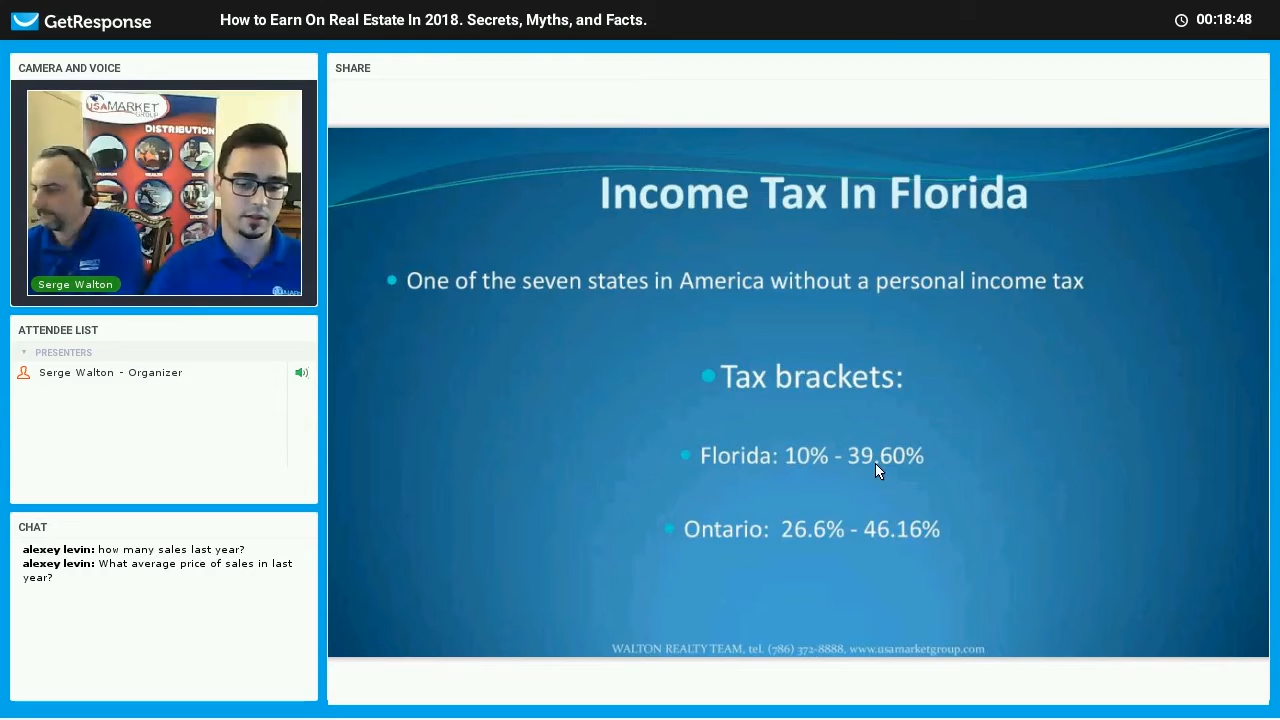 GetResponse
How to Earn On Real Estate In 2018. Secrets, Myths, and Facts.
00:18:48
CAMERA AND VOICE
USAMARKET
GROUP
DISTRIBUTION
Serge Walton
ATTENDEE LIST
PRESENTERS
Serge Walton - Organizer
CHAT
alexey levin: how many sales last year?
alexey levin: What average price of sales in last
year?
SHARE
Income Tax In Florida
One of the seven states in America without a personal income tax
Tax brackets:
Florida: 10% - 39.60%
Ontario: 26.6% - 46.16%
WALTON REALTY TEAM, tel. (786) 372-8888, www.usamarketgroup.com